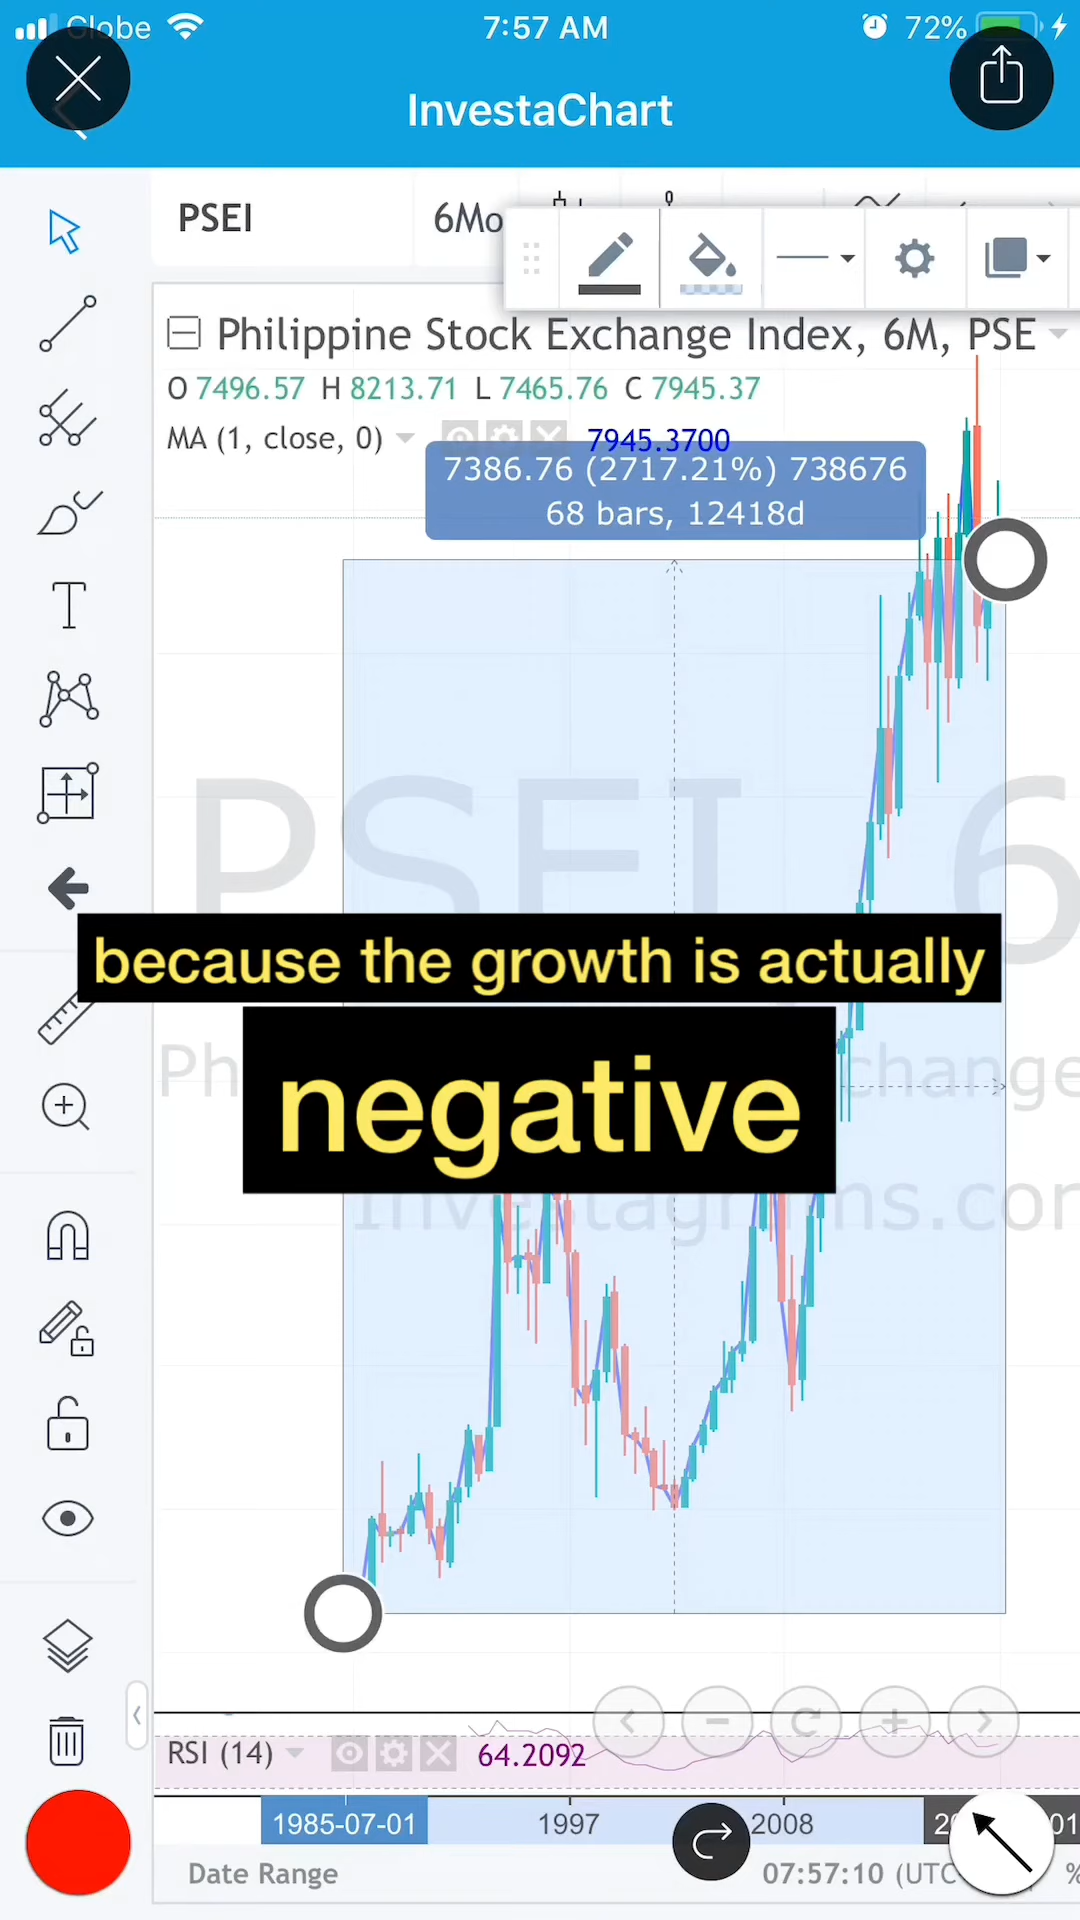 Globe 7:57 AM 72%
InvestaChart
PSEI 6Mo
Philippine Stock Exchange Index, 6M, PSE
O 7496.57 H 8213.71 L 7465.76 C 7945.37
MA (1, close, 0) 7945.3700
7386.76 (2717.21%) 738676
68 bars, 12418d
PSEI 6
because the growth is actually
negative
RSI (14) 64.2092
1985-07-01 1997 2008
Date Range 07:57:10 (UTC %